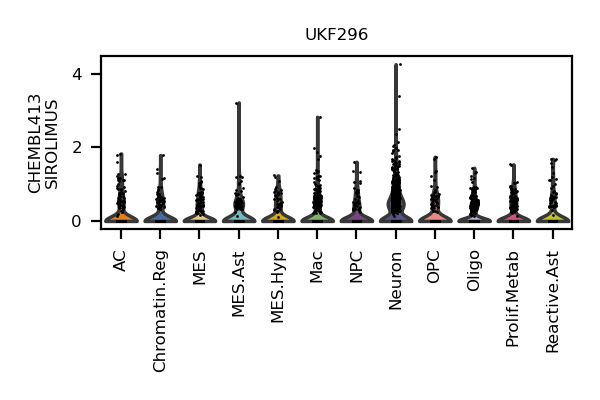 UKF296
CHEMBL413
SIROLIMUS
4
2
0
AC
Chromatin.Reg
MES
MES.Ast
MES.Hyp
Mac
NPC
Neuron
OPC
Oligo
Prolif.Metab
Reactive.Ast